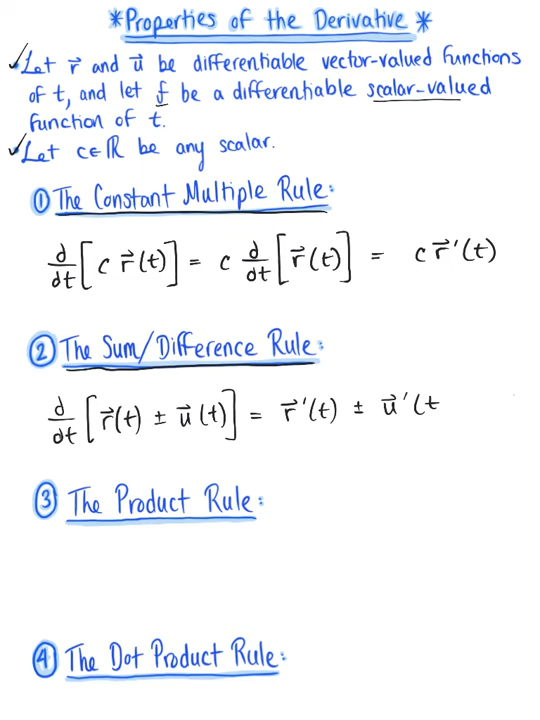 *Properties of the Derivative*
✓Let r⃗ and u⃗ be differentiable vector-valued functions
of t, and let f be a differentiable scalar-valued
function of t.
✓Let c∈ℝ be any scalar.
① The Constant Multiple Rule:
d/dt [c r⃗(t)] = c d/dt [r⃗(t)] = c r⃗'(t)
② The Sum/Difference Rule:
d/dt [r⃗(t) ± u⃗(t)] = r⃗'(t) ± u⃗'(t
③ The Product Rule:
④ The Dot Product Rule: